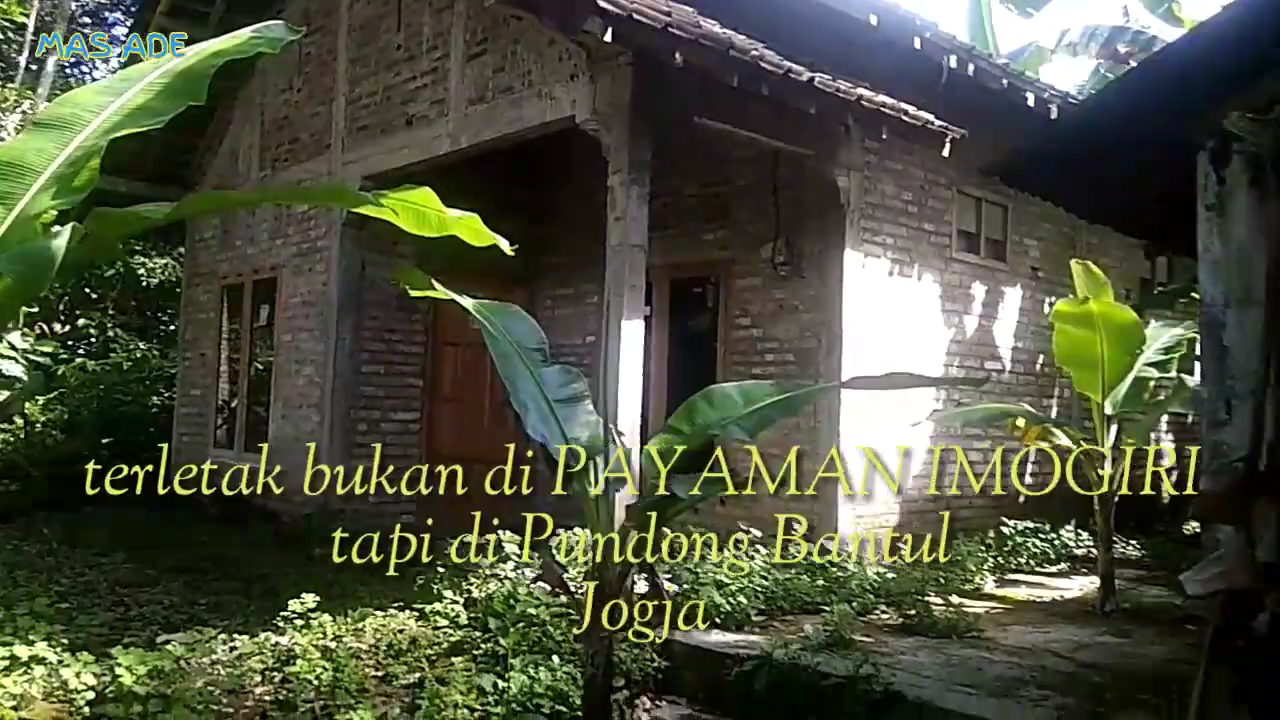 MAS ADE
terletak bukan di PAYAMAN IMOGIRI
tapi di Pundong Bantul
Jogja